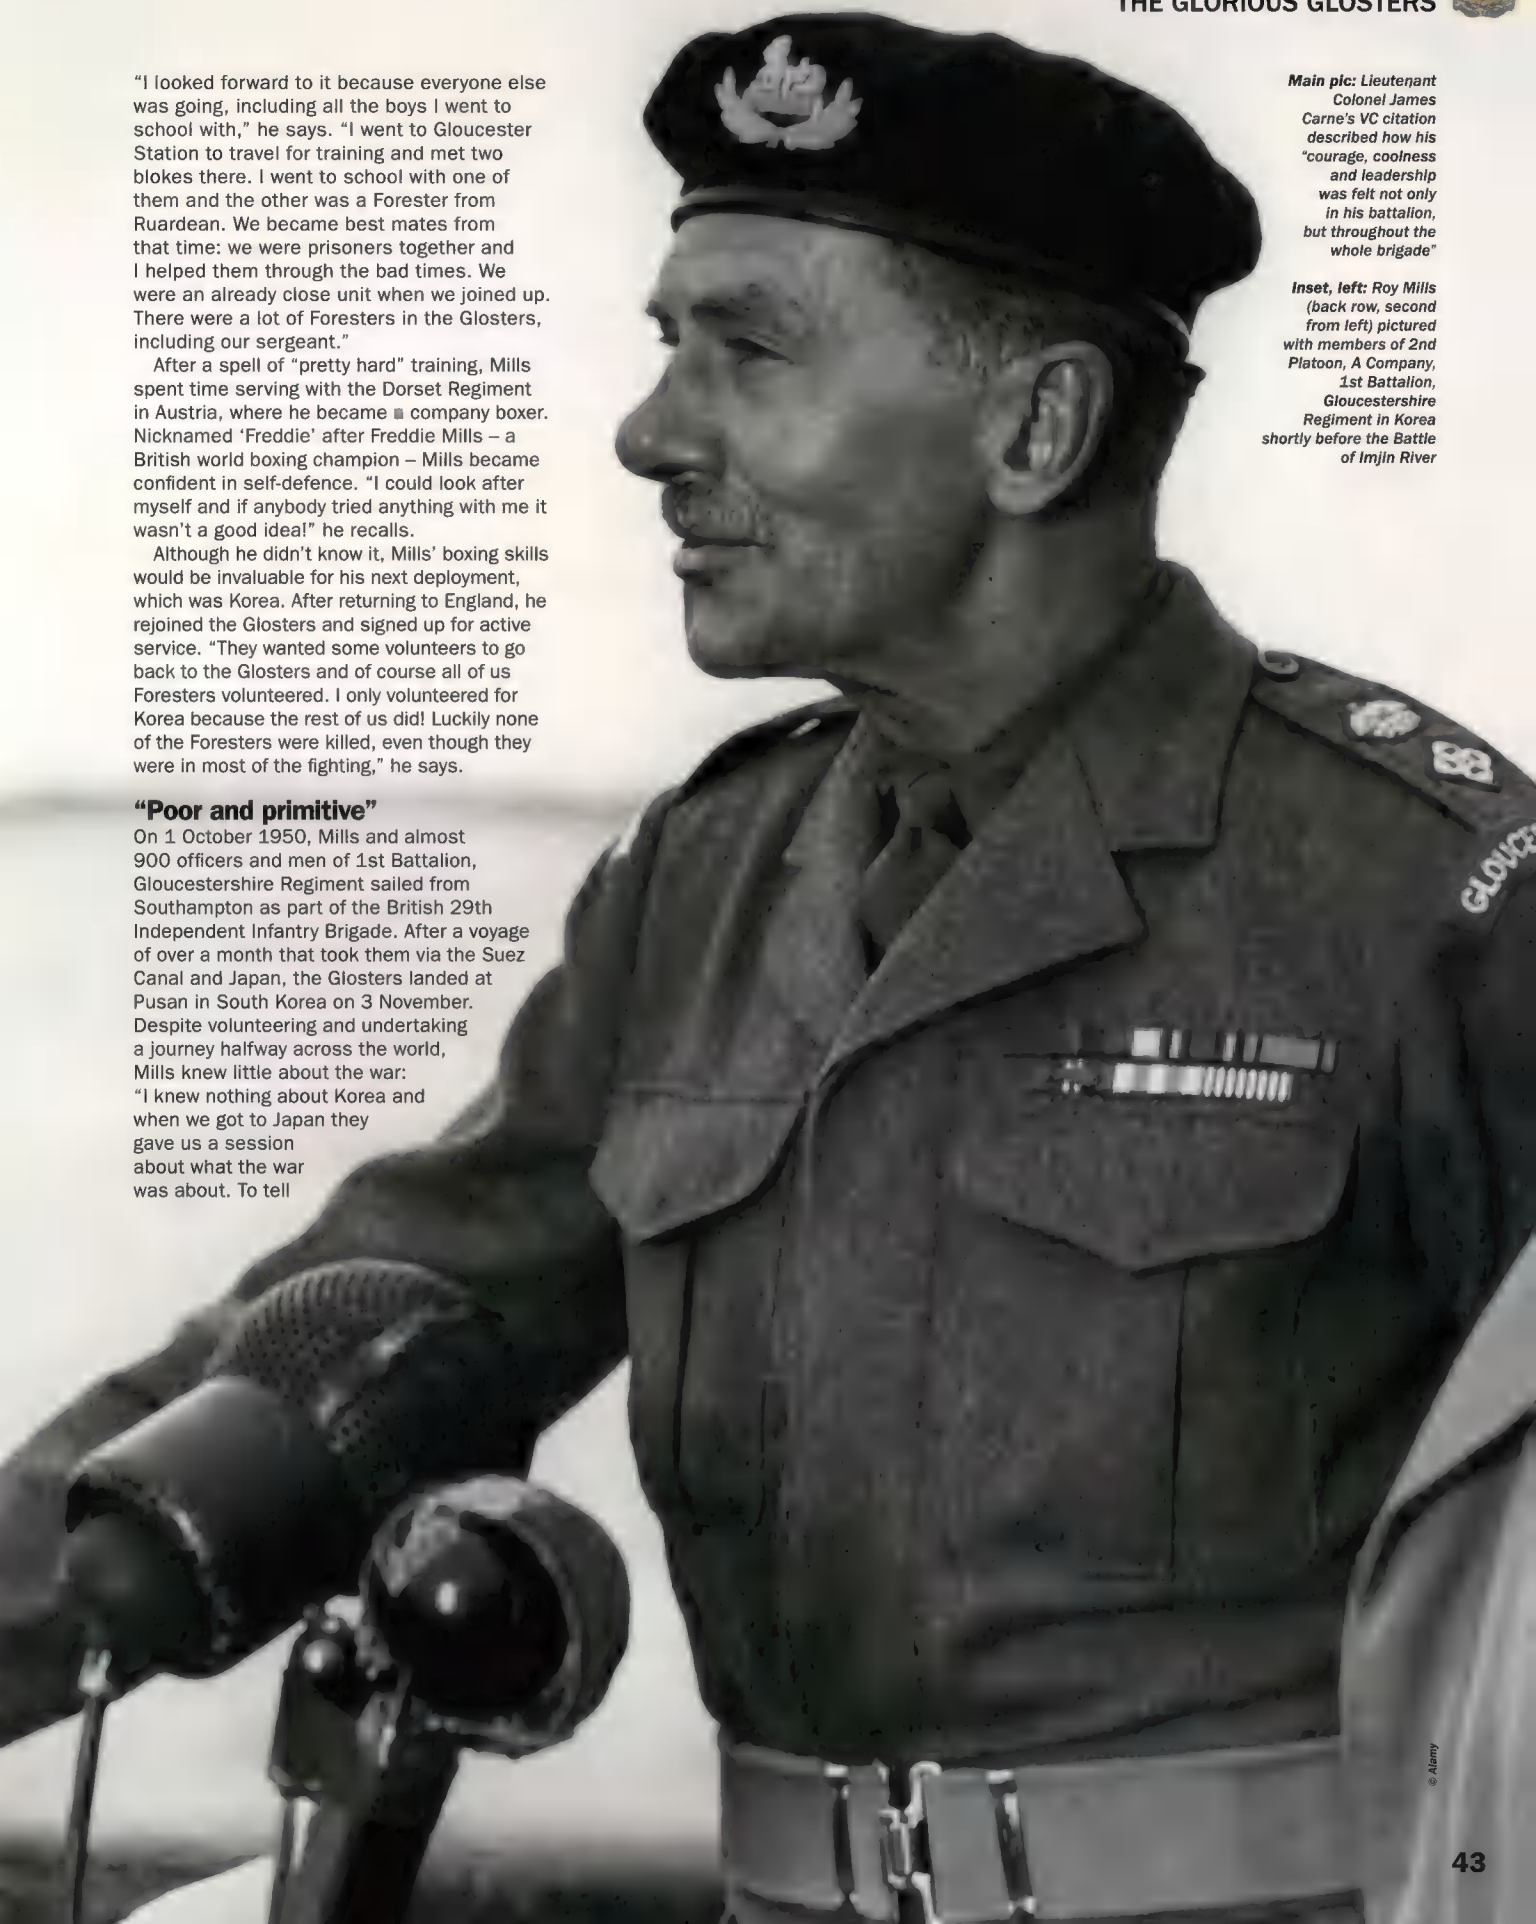 THE GLORIOUS GLOSTERS
“I looked forward to it because everyone else
was going, including all the boys I went to
school with,” he says. “I went to Gloucester
Station to travel for training and met two
blokes there. I went to school with one of
them and the other was a Forester from
Ruardean. We became best mates from
that time: we were prisoners together and
I helped them through the bad times. We
were an already close unit when we joined up.
There were a lot of Foresters in the Glosters,
including our sergeant.”
After a spell of “pretty hard” training, Mills
spent time serving with the Dorset Regiment
in Austria, where he became a company boxer.
Nicknamed ‘Freddie’ after Freddie Mills – a
British world boxing champion – Mills became
confident in self-defence. “I could look after
myself and if anybody tried anything with me it
wasn’t a good idea!” he recalls.
Although he didn’t know it, Mills’ boxing skills
would be invaluable for his next deployment,
which was Korea. After returning to England, he
rejoined the Glosters and signed up for active
service. “They wanted some volunteers to go
back to the Glosters and of course all of us
Foresters volunteered. I only volunteered for
Korea because the rest of us did! Luckily none
of the Foresters were killed, even though they
were in most of the fighting,” he says.
“Poor and primitive”
On 1 October 1950, Mills and almost
900 officers and men of 1st Battalion,
Gloucestershire Regiment sailed from
Southampton as part of the British 29th
Independent Infantry Brigade. After a voyage
of over a month that took them via the Suez
Canal and Japan, the Glosters landed at
Pusan in South Korea on 3 November.
Despite volunteering and undertaking
a journey halfway across the world,
Mills knew little about the war:
“I knew nothing about Korea and
when we got to Japan they
gave us a session
about what the war
was about. To tell
Main pic: Lieutenant
Colonel James
Carne’s VC citation
described how his
“courage, coolness
and leadership
was felt not only
in his battalion,
but throughout the
whole brigade”
Inset, left: Roy Mills
(back row, second
from left) pictured
with members of 2nd
Platoon, A Company,
1st Battalion,
Gloucestershire
Regiment in Korea
shortly before the Battle
of Imjin River
GLOUCE
© Alamy
43